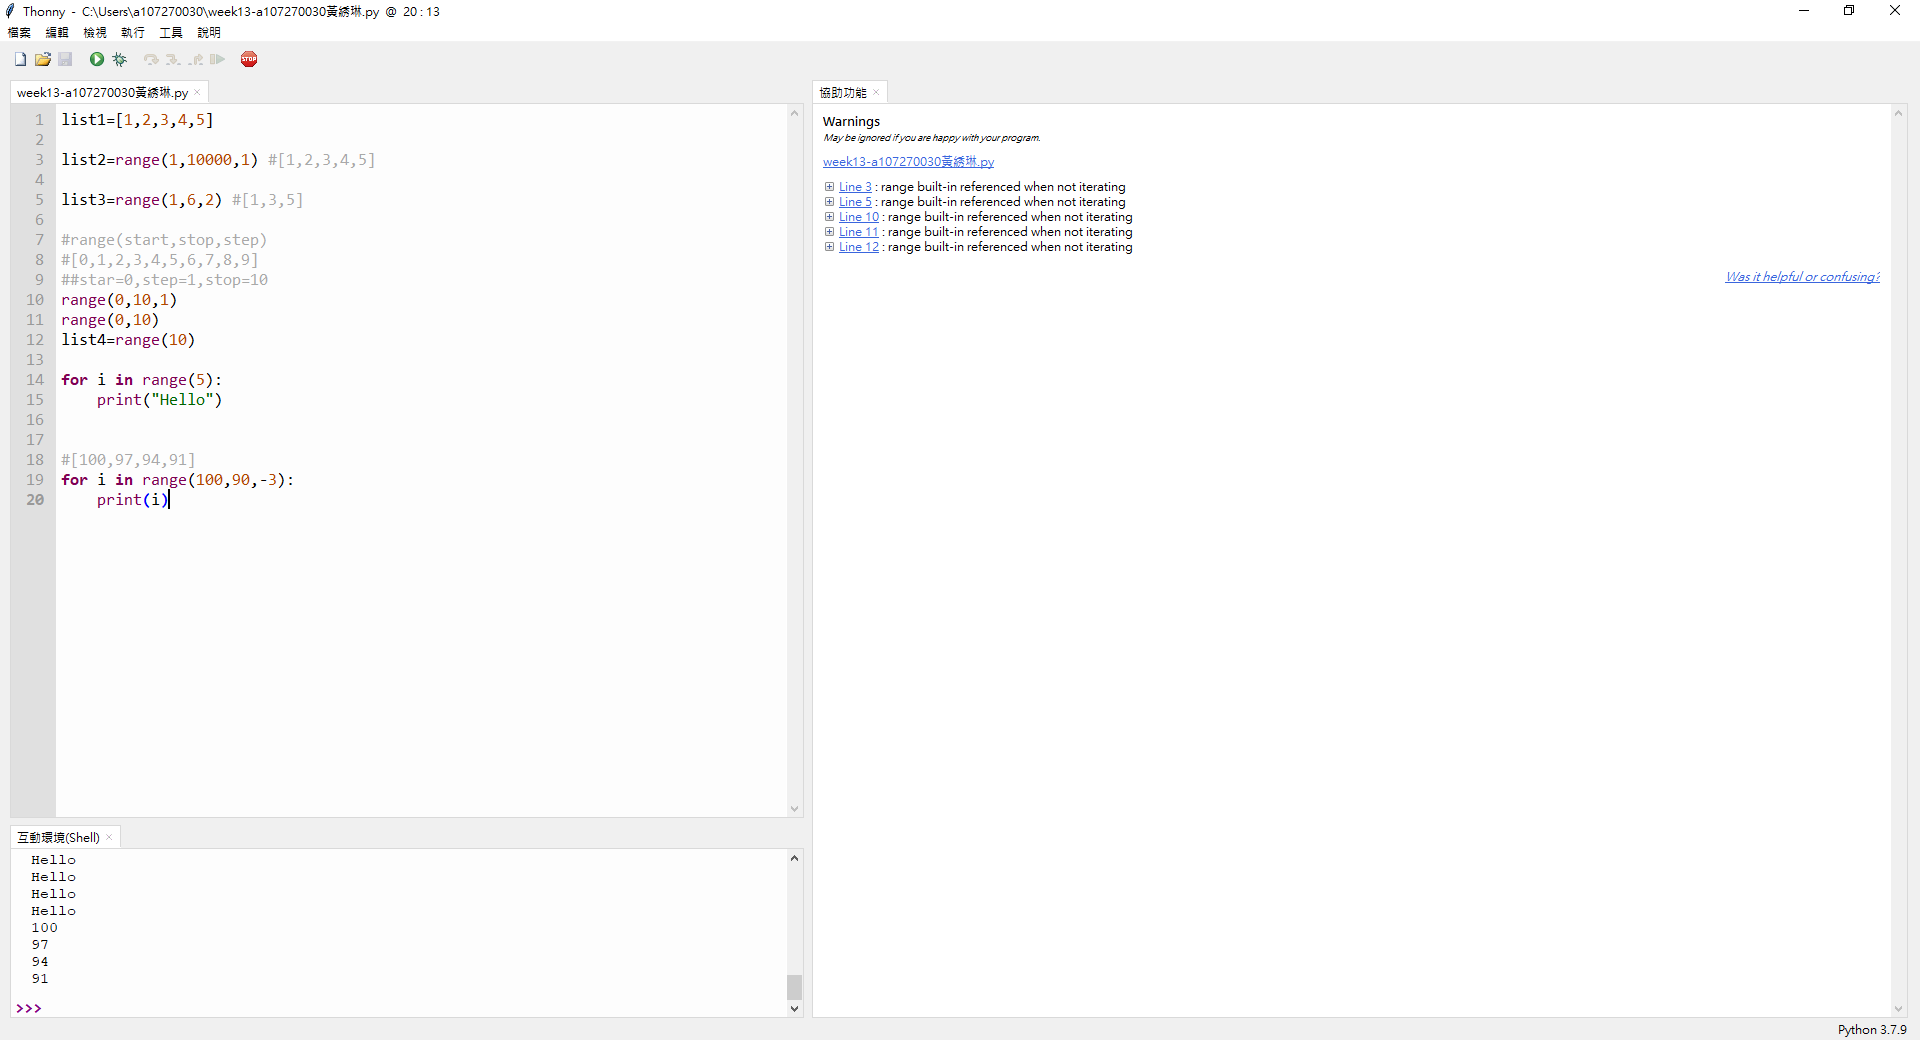 Thonny - C:\Users\a107270030\week13-a107270030黃綉琳.py @ 20 : 13
檔案 編輯 檢視 執行 工具 說明
STOP
week13-a107270030黃綉琳.py ×
1 list1=[1,2,3,4,5]
2
3 list2=range(1,10000,1) #[1,2,3,4,5]
4
5 list3=range(1,6,2) #[1,3,5]
6
7 #range(start,stop,step)
8 #[0,1,2,3,4,5,6,7,8,9]
9 ##star=0,step=1,stop=10
10 range(0,10,1)
11 range(0,10)
12 list4=range(10)
13
14 for i in range(5):
15     print("Hello")
16
17
18 #[100,97,94,91]
19 for i in range(100,90,-3):
20     print(i)
互動環境(Shell) ×
Hello
Hello
Hello
Hello
100
97
94
91
>>>
協助功能 ×
Warnings
May be ignored if you are happy with your program.
week13-a107270030黃綉琳.py
Line 3 : range built-in referenced when not iterating
Line 5 : range built-in referenced when not iterating
Line 10 : range built-in referenced when not iterating
Line 11 : range built-in referenced when not iterating
Line 12 : range built-in referenced when not iterating
Was it helpful or confusing?
Python 3.7.9